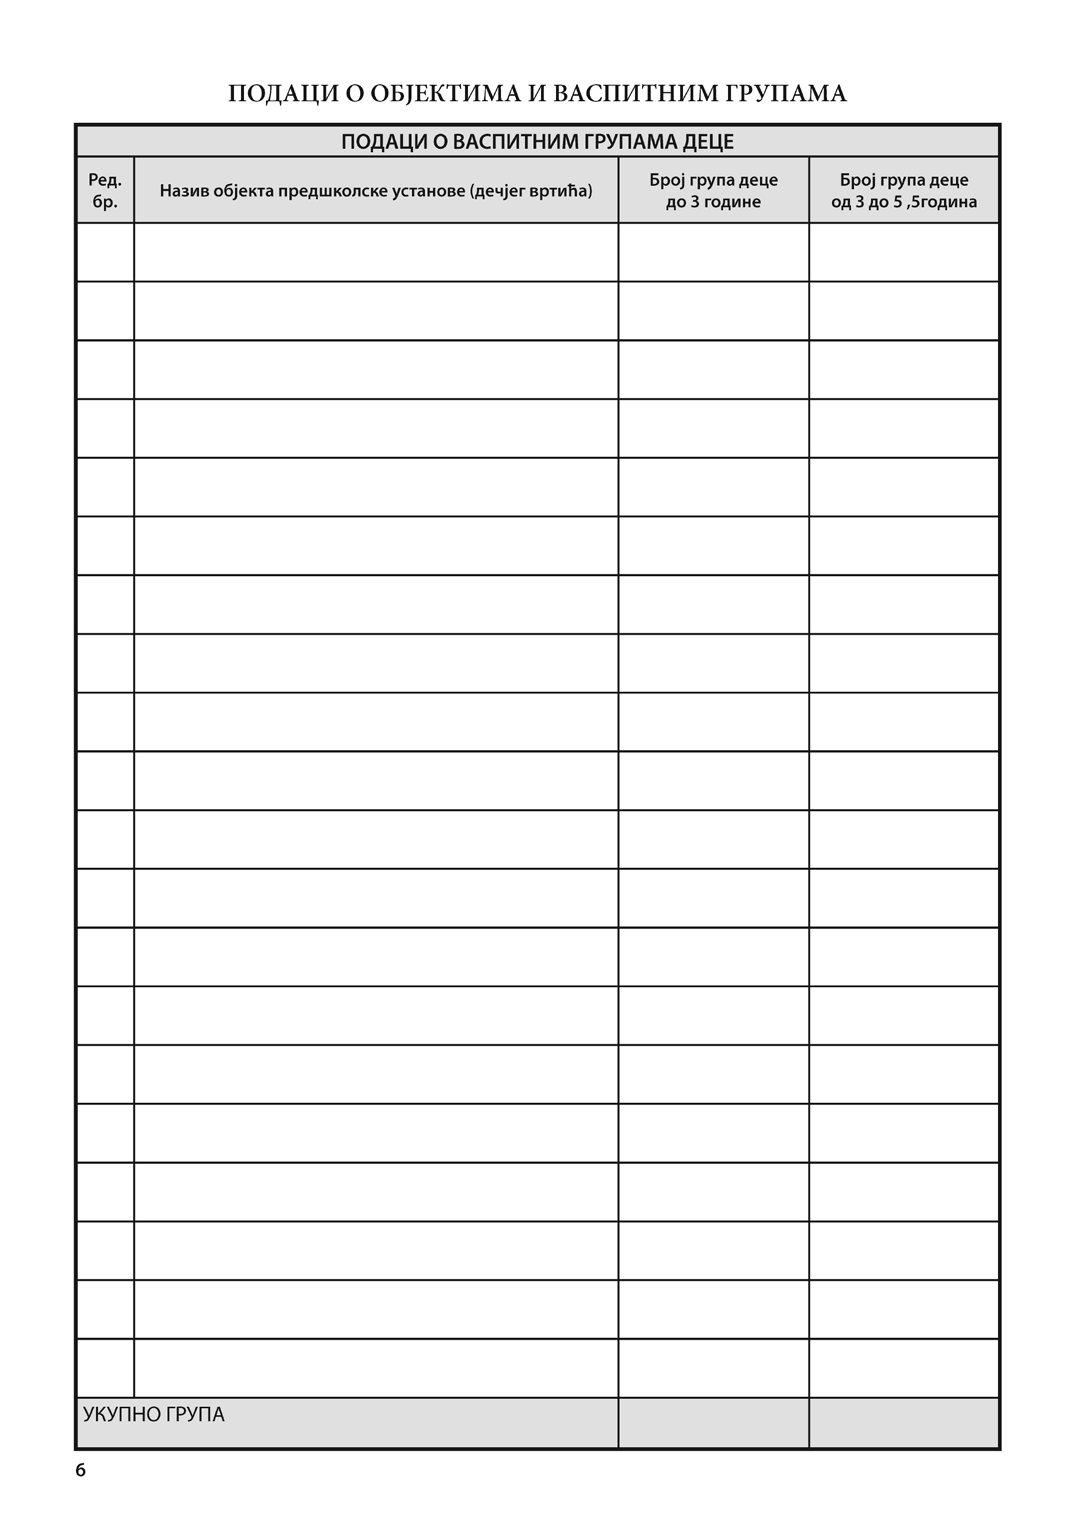 ПОДАЦИ О ОБЈЕКТИМА И ВАСПИТНИМ ГРУПАМА
ПОДАЦИ О ВАСПИТНИМ ГРУПАМА ДЕЦЕ
Ред.
бр.
Назив објекта предшколске установе (дечјег вртића)
Број група деце
до 3 године
Број група деце
од 3 до 5 ,5година
УКУПНО ГРУПА
6